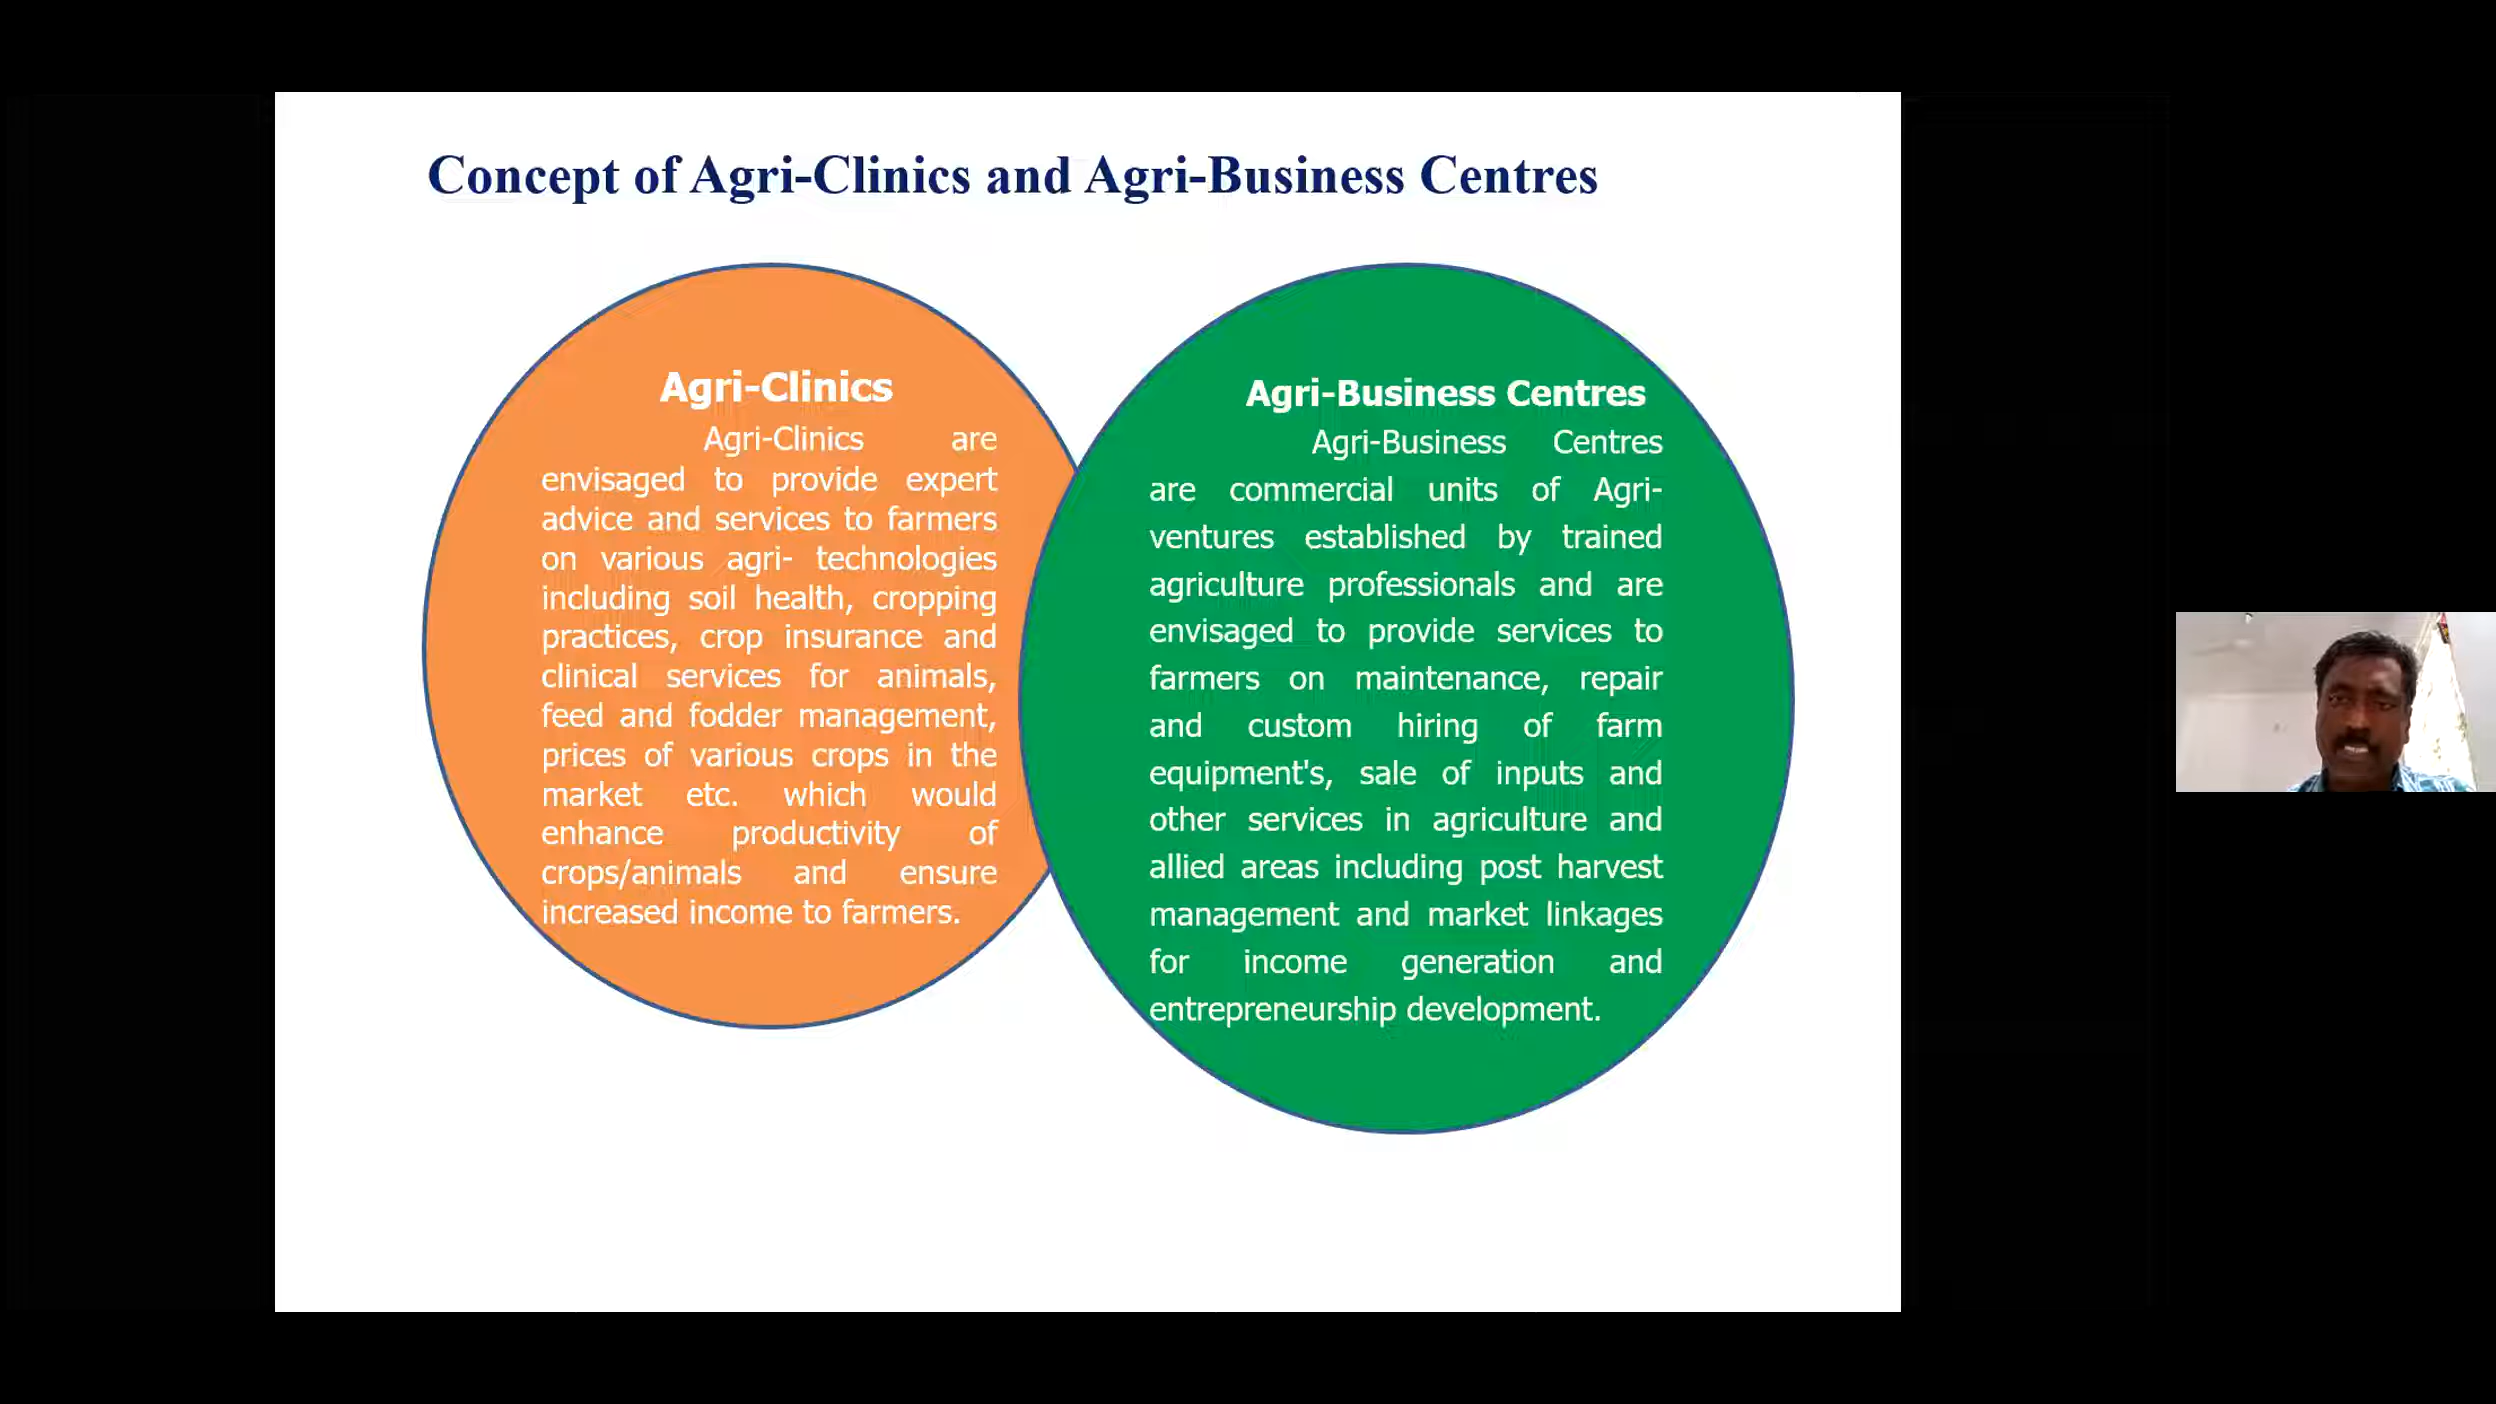 Concept of Agri-Clinics and Agri-Business Centres
Agri-Clinics
Agri-Clinics are
envisaged to provide expert
advice and services to farmers
on various agri- technologies
including soil health, cropping
practices, crop insurance and
clinical services for animals,
feed and fodder management,
prices of various crops in the
market etc. which would
enhance productivity of
crops/animals and ensure
increased income to farmers.
Agri-Business Centres
Agri-Business Centres
are commercial units of Agri-
ventures established by trained
agriculture professionals and are
envisaged to provide services to
farmers on maintenance, repair
and custom hiring of farm
equipment's, sale of inputs and
other services in agriculture and
allied areas including post harvest
management and market linkages
for income generation and
entrepreneurship development.